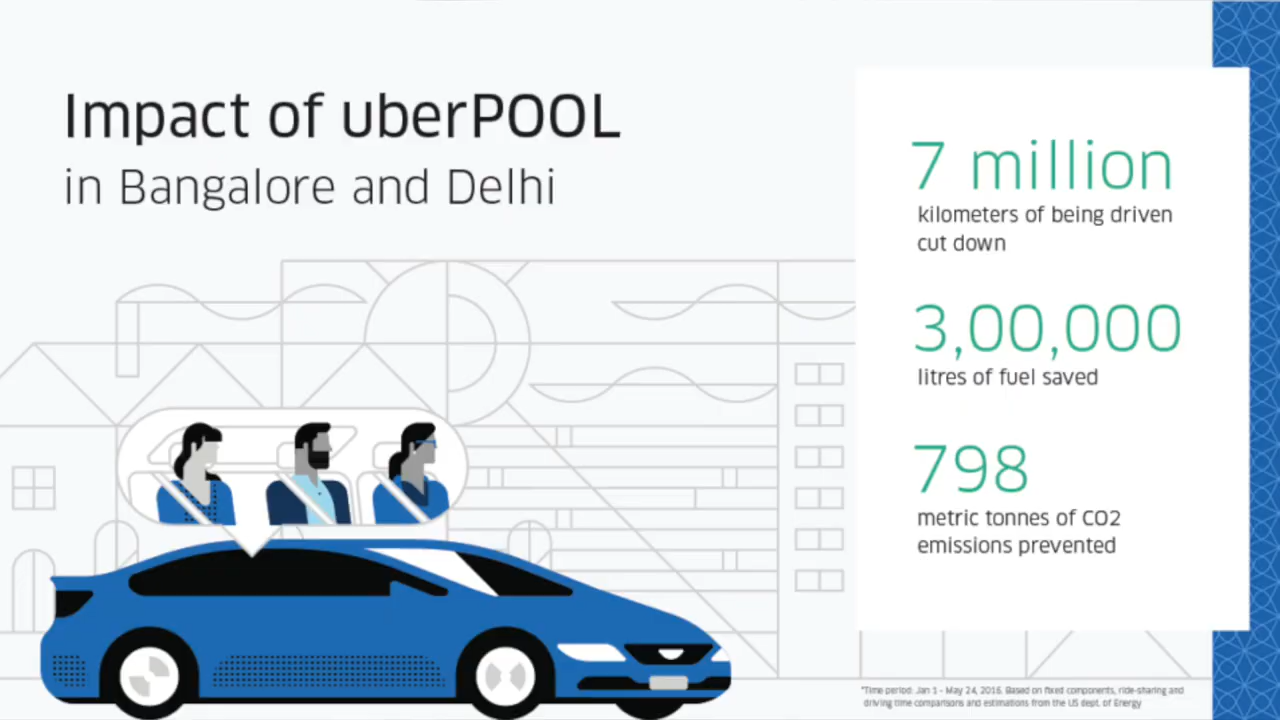 Impact of uberPOOL
in Bangalore and Delhi
7 million
kilometers of being driven
cut down
3,00,000
litres of fuel saved
798
metric tonnes of CO2
emissions prevented
*Time period: Jan 1 - May 24, 2016. Based on fixed components, ride-sharing and
driving time comparisons and estimations from the US dept. of Energy